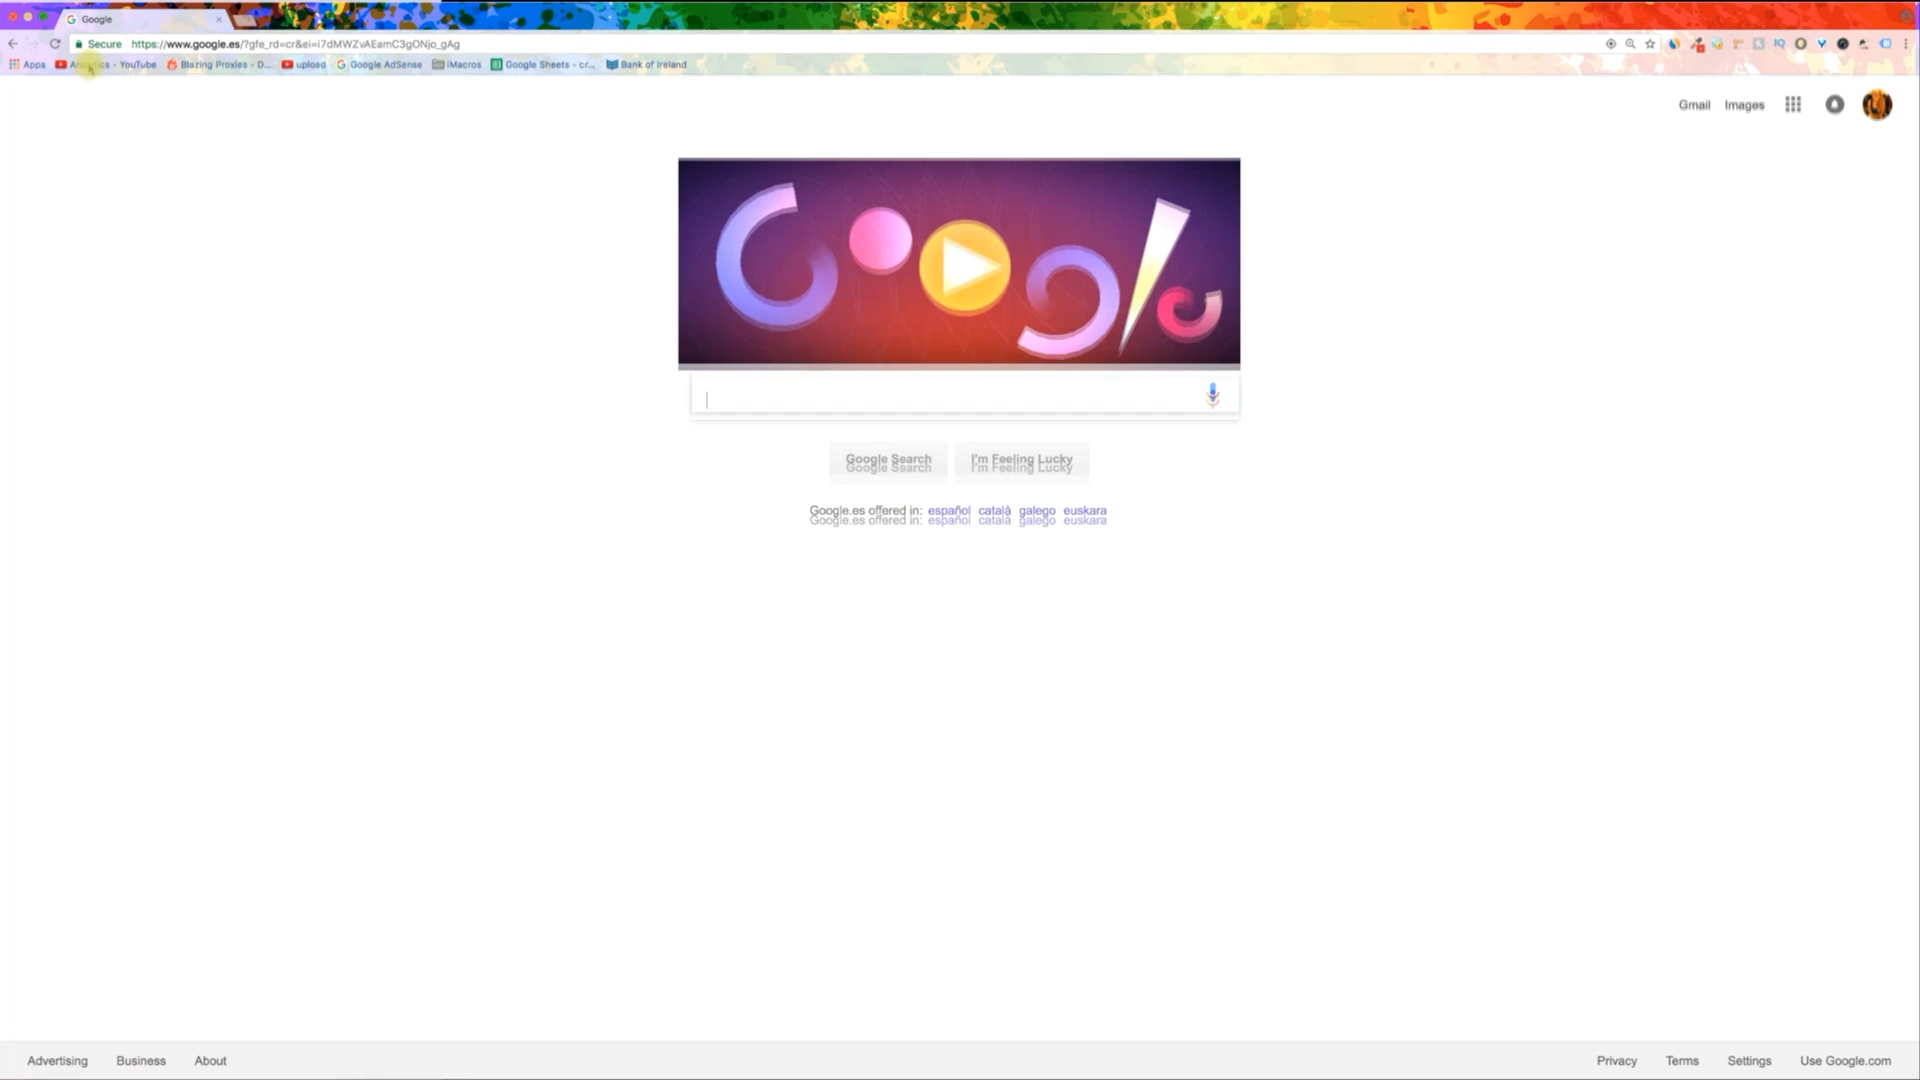 Google
Secure https://www.google.es/?gfe_rd=cr&ei=i7dMWZvAEamC3gONjo_gAg
Apps Analytics - YouTube Blazing Proxies - D... upload Google AdSense iMacros Google Sheets - cr... Bank of Ireland
Gmail Images
Google
Google Search I'm Feeling Lucky
Google.es offered in: español català galego euskara
Advertising Business About Privacy Terms Settings Use Google.com